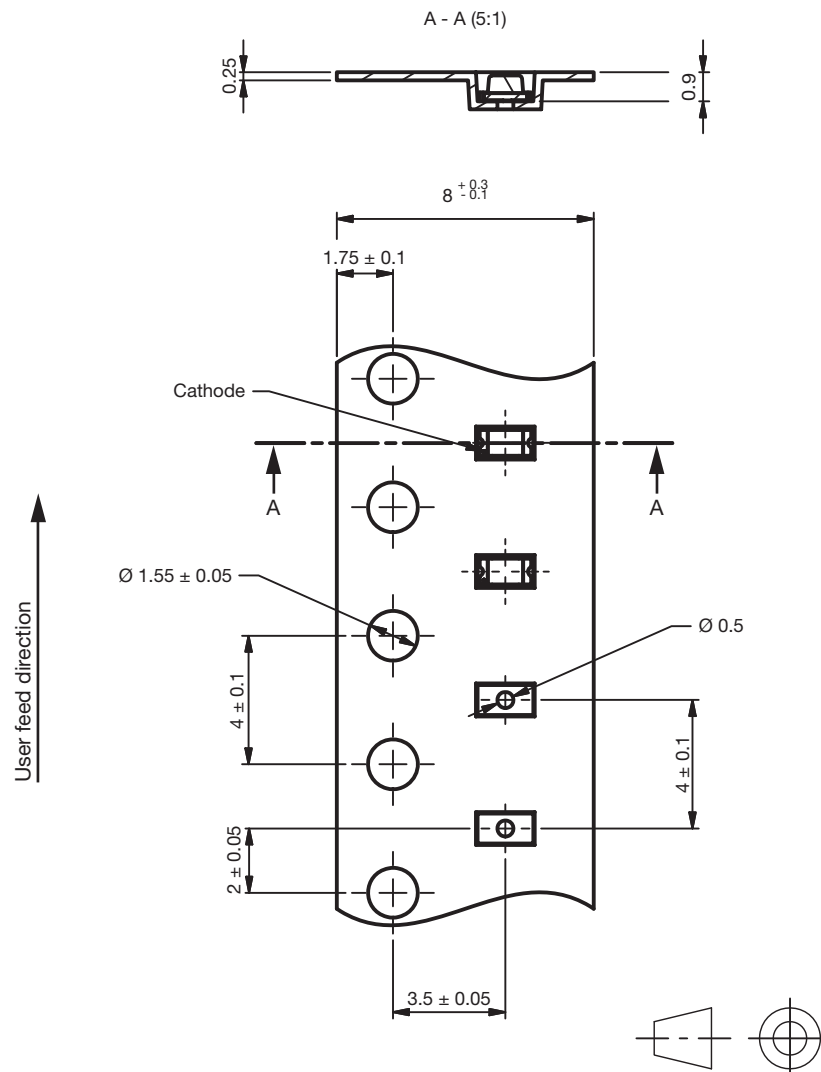 A - A (5:1)
0.25
0.9
8 + 0.3
- 0.1
1.75 ± 0.1
Cathode
A
A
Ø 1.55 ± 0.05
Ø 0.5
User feed direction
4 ± 0.1
4 ± 0.1
2 ± 0.05
3.5 ± 0.05